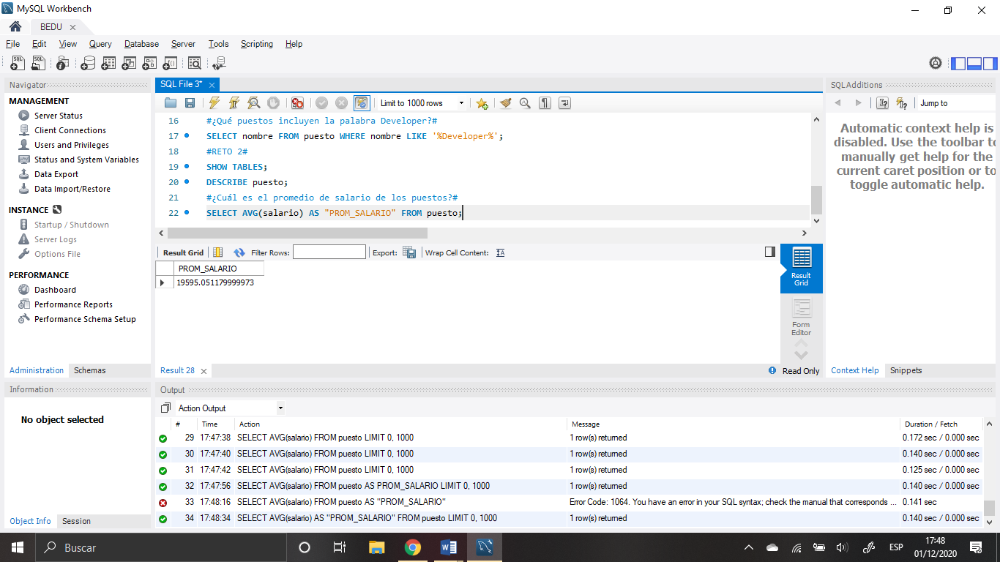 MySQL Workbench
BEDU
File Edit View Query Database Server Tools Scripting Help
Navigator
MANAGEMENT
Server Status
Client Connections
Users and Privileges
Status and System Variables
Data Export
Data Import/Restore
INSTANCE
Startup / Shutdown
Server Logs
Options File
PERFORMANCE
Dashboard
Performance Reports
Performance Schema Setup
Administration Schemas
Information
No object selected
Object Info Session
SQL File 3*
Limit to 1000 rows
16 #¿Qué puestos incluyen la palabra Developer?#
17 SELECT nombre FROM puesto WHERE nombre LIKE '%Developer%';
18 #RETO 2#
19 SHOW TABLES;
20 DESCRIBE puesto;
21 #¿Cuál es el promedio de salario de los puestos?#
22 SELECT AVG(salario) AS "PROM_SALARIO" FROM puesto;
Result Grid Filter Rows: Export: Wrap Cell Content:
PROM_SALARIO
19595.051179999973
Result Grid
Form Editor
Result 28
Read Only
SQLAdditions
Jump to
Automatic context help is
disabled. Use the toolbar to
manually get help for the
current caret position or to
toggle automatic help.
Context Help Snippets
Output
Action Output
# Time Action Message Duration / Fetch
29 17:47:38 SELECT AVG(salario) FROM puesto LIMIT 0, 1000 1 row(s) returned 0.172 sec / 0.000 sec
30 17:47:40 SELECT AVG(salario) FROM puesto LIMIT 0, 1000 1 row(s) returned 0.140 sec / 0.000 sec
31 17:47:42 SELECT AVG(salario) FROM puesto LIMIT 0, 1000 1 row(s) returned 0.125 sec / 0.000 sec
32 17:47:56 SELECT AVG(salario) FROM puesto AS PROM_SALARIO LIMIT 0, 1000 1 row(s) returned 0.140 sec / 0.000 sec
33 17:48:16 SELECT AVG(salario) FROM puesto AS "PROM_SALARIO" Error Code: 1064. You have an error in your SQL syntax; check the manual that corresponds ... 0.141 sec
34 17:48:34 SELECT AVG(salario) AS "PROM_SALARIO" FROM puesto LIMIT 0, 1000 1 row(s) returned 0.140 sec / 0.000 sec
Buscar
ESP
17:48
01/12/2020